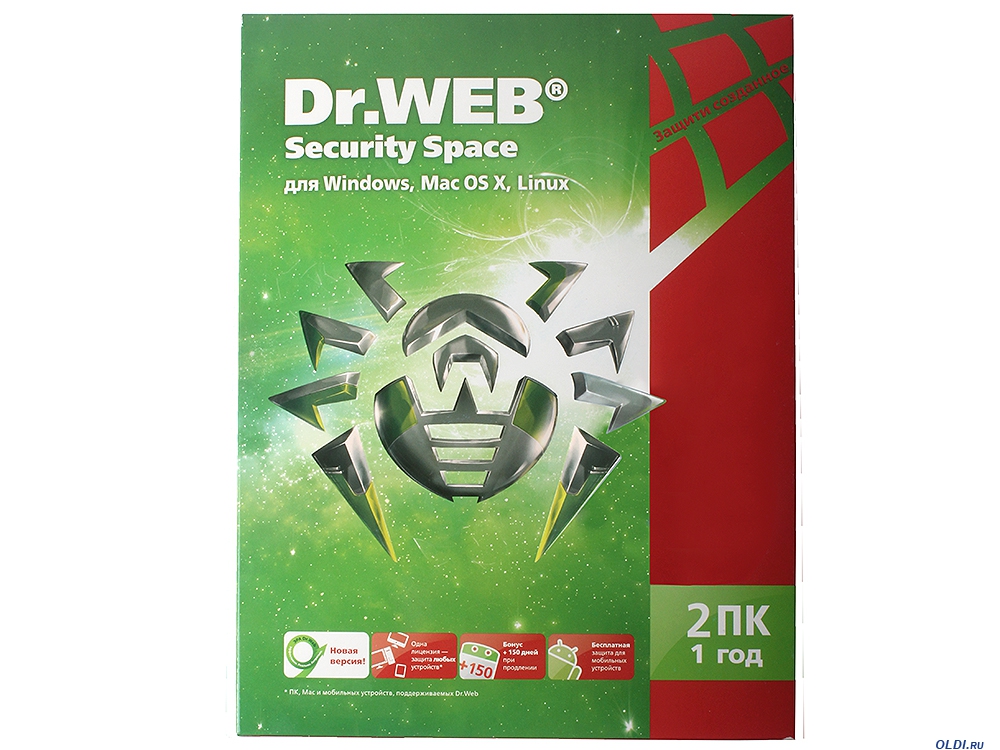 Dr.WEB®
Security Space
для Windows, Mac OS X, Linux
Защити созданное
2 ПК
1 год
Новая
версия!
Одна
лицензия —
защита любых
устройств*
+150
Бонус
+ 150 дней
при
продлении
Бесплатная
защита для
мобильных
устройств
* ПК, Mac и мобильных устройств, поддерживаемых Dr.Web
OLDI.RU